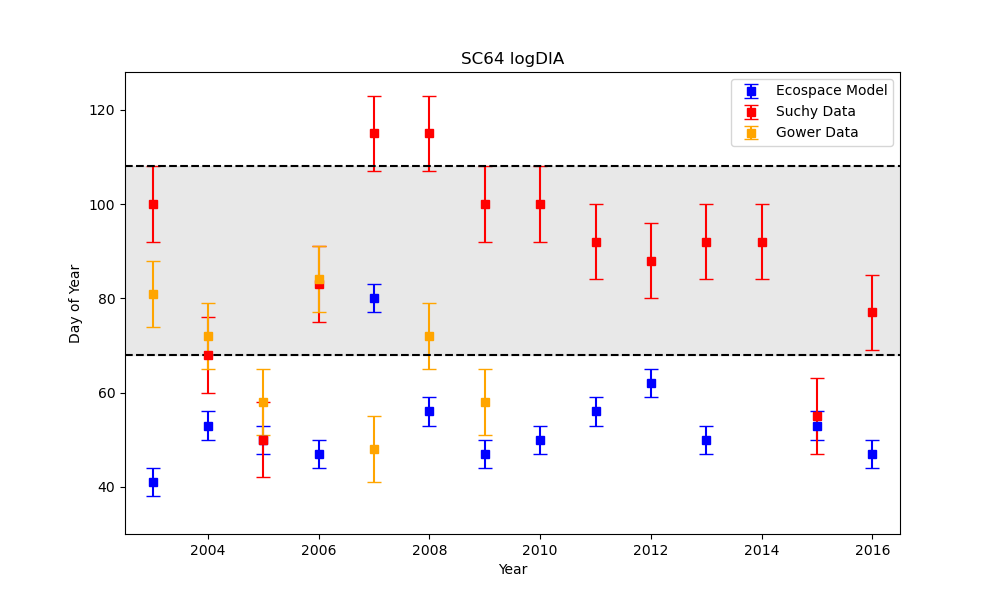 SC64 logDIA
Ecospace Model
Suchy Data
Gower Data
120
100
80
60
40
Day of Year
2004 2006 2008 2010 2012 2014 2016
Year